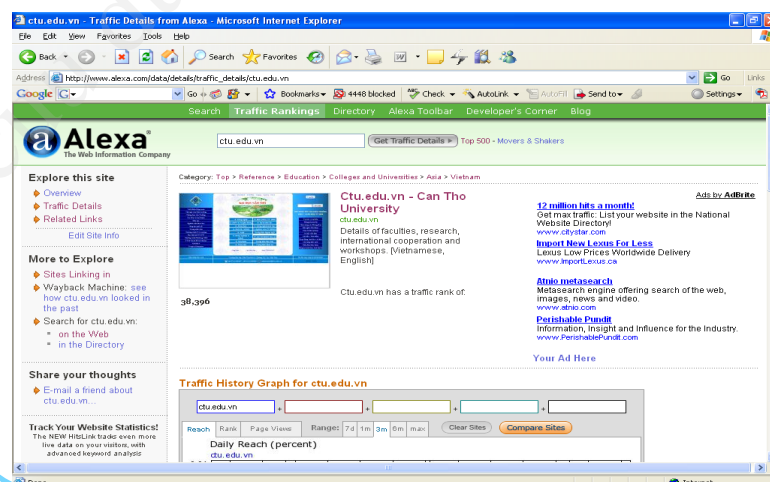 ctu.edu.vn - Traffic Details from Alexa - Microsoft Internet Explorer
File Edit View Favorites Tools Help
Back Search Favorites
Address http://www.alexa.com/data/details/traffic_details/ctu.edu.vn Go Links
Google G Go Bookmarks 4448 blocked Check AutoLink AutoFill Send to Settings
Search Traffic Rankings Directory Alexa Toolbar Developer's Corner Blog
a Alexa
The Web Information Company
ctu.edu.vn Get Traffic Details » Top 500 - Movers & Shakers
Explore this site
Overview
Traffic Details
Related Links
Edit Site Info
More to Explore
Sites Linking in
Wayback Machine: see
how ctu.edu.vn looked in
the past
Search for ctu.edu.vn:
on the Web
in the Directory
Share your thoughts
E-mail a friend about
ctu.edu.vn...
Track Your Website Statistics!
The NEW HitsLink tracks even more
live data on your visitors, with
advanced keyword analysis
Category: Top > Reference > Education > Colleges and Universities > Asia > Vietnam
Ctu.edu.vn - Can Tho
University
ctu.edu.vn
Details of faculties, research,
international cooperation and
workshops. [Vietnamese,
English]
Ctu.edu.vn has a traffic rank of:
38,396
Ads by AdBrite
12 million hits a month!
Get max traffic: List your website in the National
Website Directory!
www.citystar.com
Import New Lexus For Less
Lexus Low Prices Worldwide Delivery
www.ImportLexus.ca
Atnio metasearch
Metasearch engine offering search of the web,
images, news and video.
www.atnio.com
Perishable Pundit
Information, Insight and Influence for the Industry.
www.PerishablePundit.com
Your Ad Here
Traffic History Graph for ctu.edu.vn
ctu.edu.vn + + + +
Reach Rank Page Views Range: 7d 1m 3m 6m max Clear Sites Compare Sites
Daily Reach (percent)
ctu.edu.vn